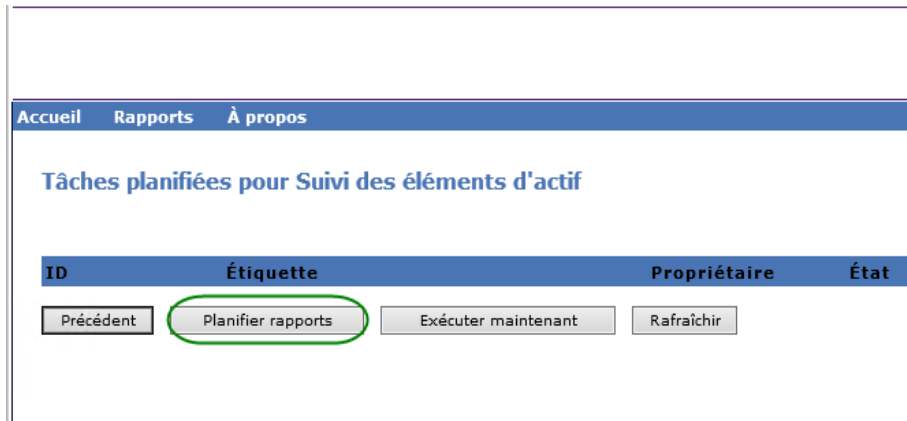 Accueil Rapports À propos
Tâches planifiées pour Suivi des éléments d'actif
ID Étiquette Propriétaire État
Précédent Planifier rapports Exécuter maintenant Rafraîchir